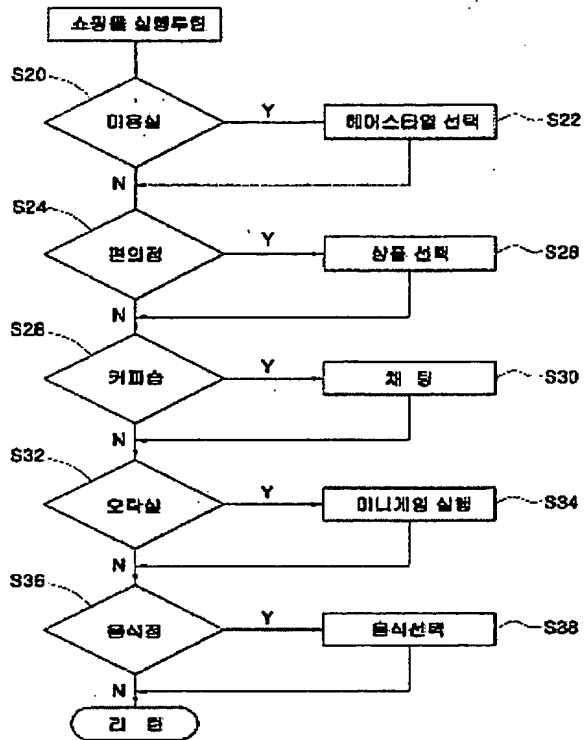 쇼핑몰 실행루틴
S20
미용실
Y
헤어스타일 선택
S22
N
S24
편의점
Y
상품 선택
S26
N
S28
커피숍
Y
채 팅
S30
N
S32
오락실
Y
미니게임 실행
S34
N
S36
음식점
Y
음식선택
S38
N
리 턴